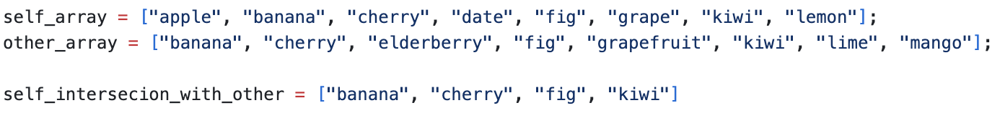 self_array = ["apple", "banana", "cherry", "date", "fig", "grape", "kiwi", "lemon"];
other_array = ["banana", "cherry", "elderberry", "fig", "grapefruit", "kiwi", "lime", "mango"];
self_intersecion_with_other = ["banana", "cherry", "fig", "kiwi"]